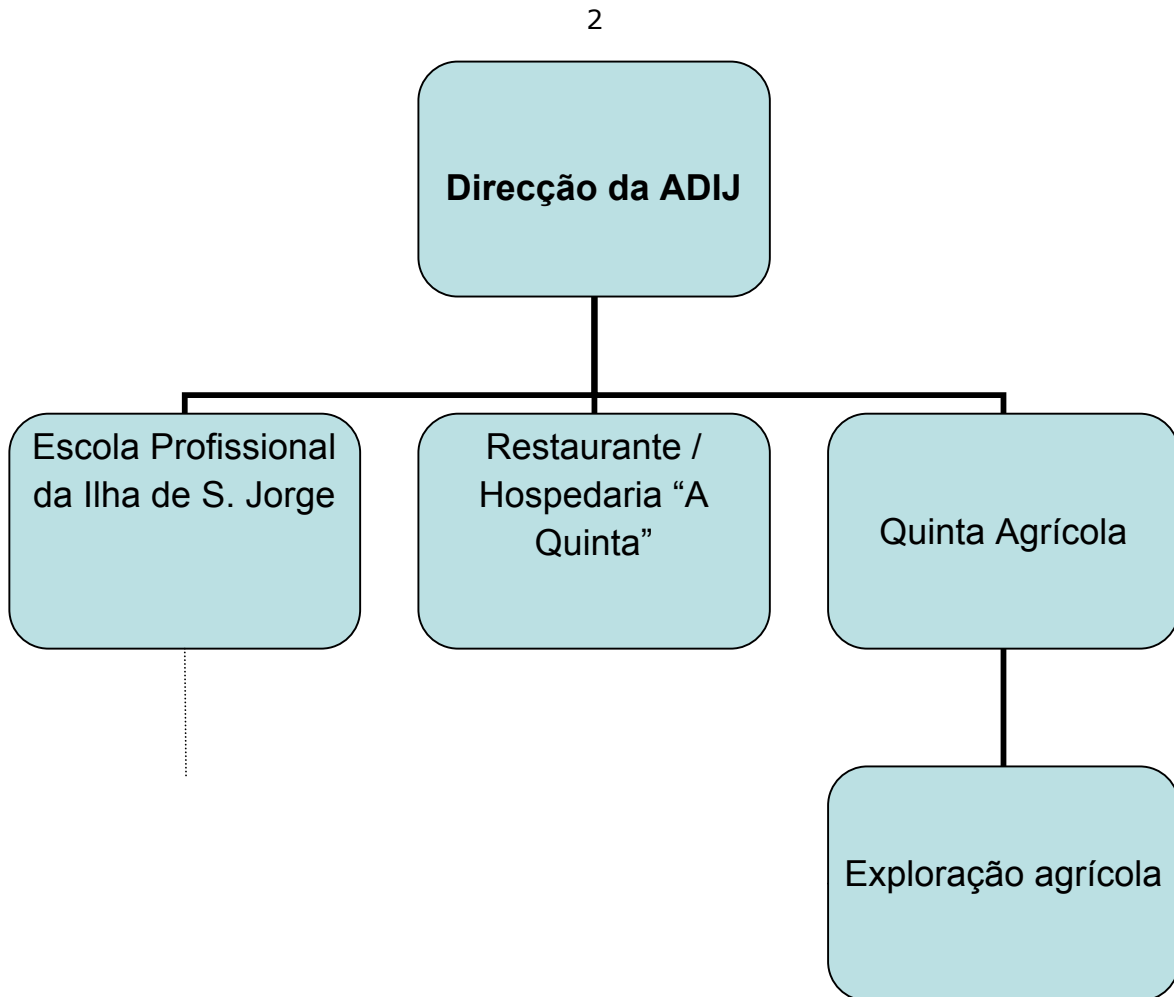 2
Direcção da ADIJ
Escola Profissional
da Ilha de S. Jorge
Restaurante /
Hospedaria “A
Quinta”
Quinta Agrícola
Exploração agrícola